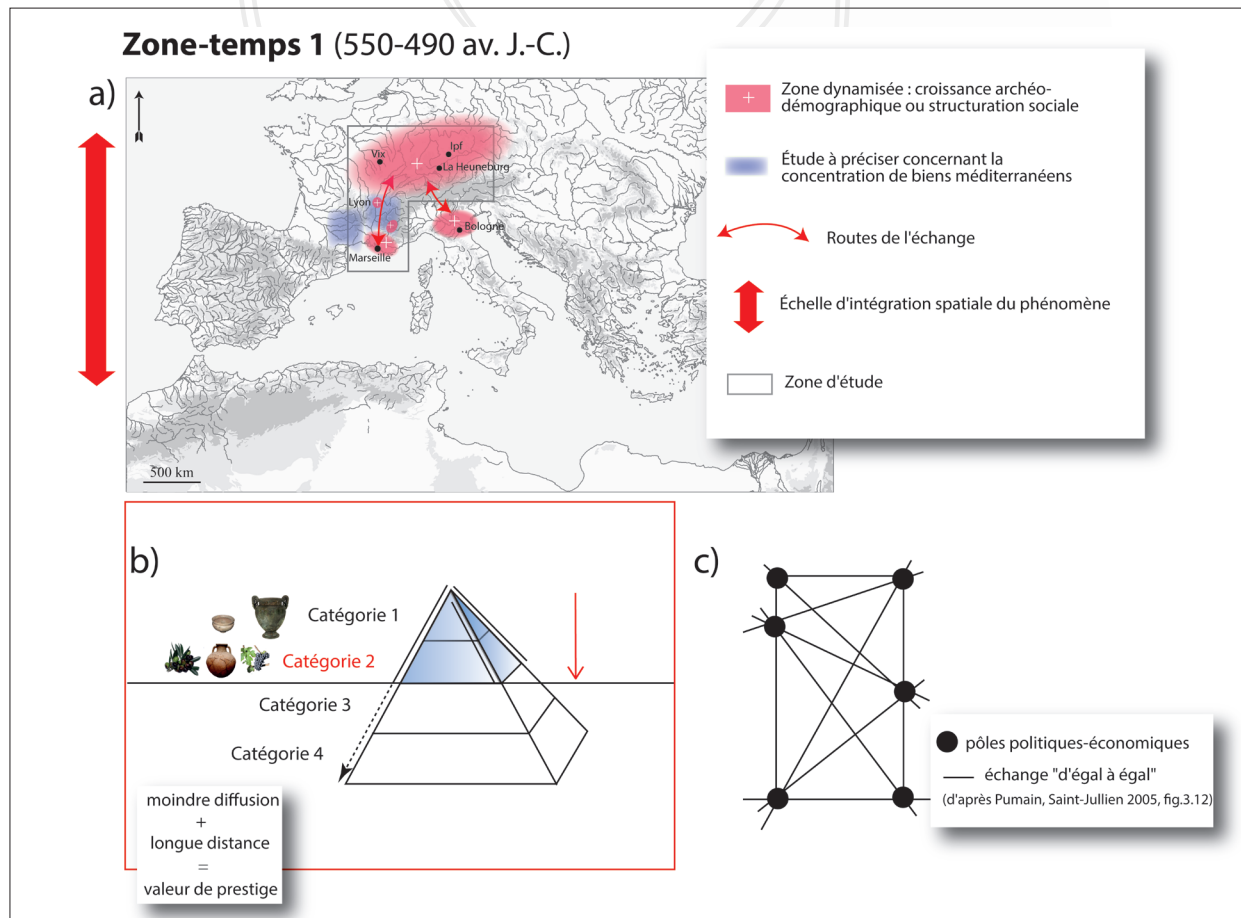 Zone-temps 1 (550-490 av. J.-C.)
a)
Vix
Ipf
La Heuneburg
Lyon
Bologne
Marseille
500 km
Zone dynamisée : croissance archéo-
démographique ou structuration sociale
Étude à préciser concernant la
concentration de biens méditerranéens
Routes de l'échange
Échelle d'intégration spatiale du phénomène
Zone d'étude
b)
Catégorie 1
Catégorie 2
Catégorie 3
Catégorie 4
moindre diffusion
+
longue distance
=
valeur de prestige
c)
pôles politiques-économiques
échange "d'égal à égal"
(d'après Pumain, Saint-Jullien 2005, fig.3.12)